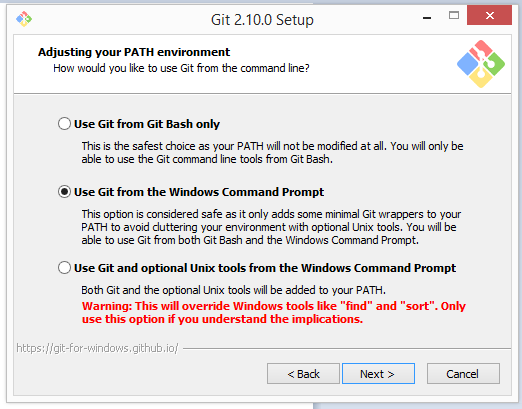 Git 2.10.0 Setup
Adjusting your PATH environment
How would you like to use Git from the command line?
Use Git from Git Bash only
This is the safest choice as your PATH will not be modified at all. You will only be
able to use the Git command line tools from Git Bash.
Use Git from the Windows Command Prompt
This option is considered safe as it only adds some minimal Git wrappers to your
PATH to avoid cluttering your environment with optional Unix tools. You will be
able to use Git from both Git Bash and the Windows Command Prompt.
Use Git and optional Unix tools from the Windows Command Prompt
Both Git and the optional Unix tools will be added to your PATH.
Warning: This will override Windows tools like "find" and "sort". Only
use this option if you understand the implications.
https://git-for-windows.github.io/
< Back Next > Cancel